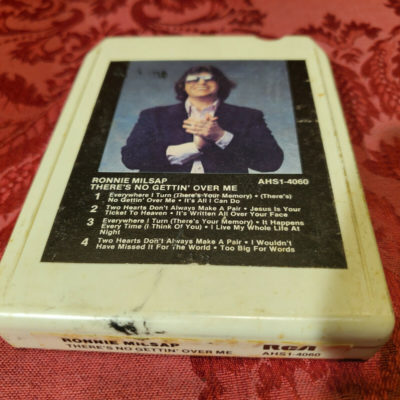 RONNIE MILSAP AHS1-4060
THERE'S NO GETTIN' OVER ME
1 Everywhere I Turn (There's Your Memory) • (There's)
No Gettin' Over Me • It's All I Can Do
2 Two Hearts Don't Always Make A Pair • Jesus Is Your
Ticket To Heaven • It's Written All Over Your Face
3 Everywhere I Turn (There's Your Memory) • It Happens
Every Time (I Think Of You) • I Live My Whole Life At
Night
4 Two Hearts Don't Always Make A Pair • I Wouldn't
Have Missed It For The World • Too Big For Words
RONNIE MILSAP RCA
THERE'S NO GETTIN' OVER ME AHS1-4060